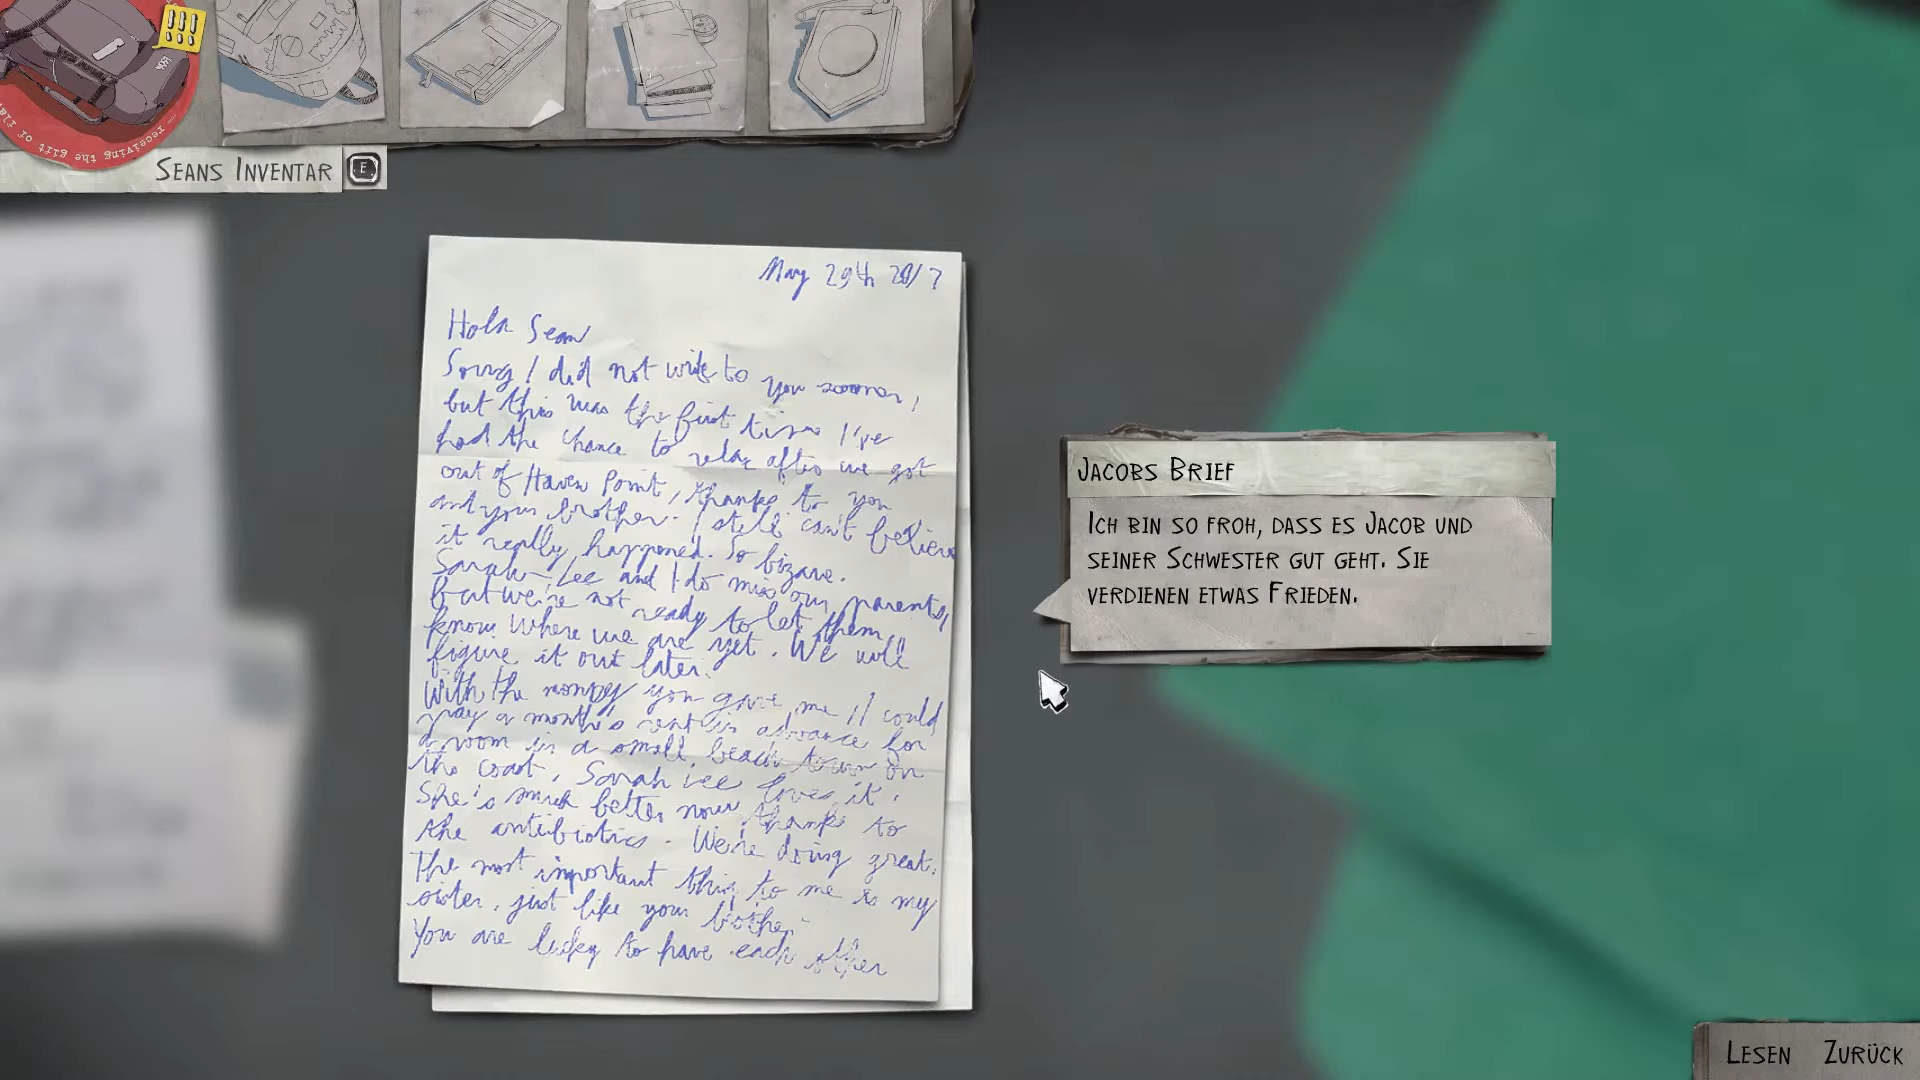 receiving the gift of
SEANS INVENTAR E
May 29th 2017
Hola Sean
Sorry I did not write to you sooner,
but this was the first time I've
had the chance to relax after we got
out of Haven Point, thanks to you
and your brother. I still can't believe
it really happened. So bizare.
Sarah-Lee and I do miss our parents,
but we're not ready to let them
know where we are yet. We will
figure it out later.
With the money you gave me I could
pay a month's rent in advance for
a room in a small beach town on
the coast. Sarah Lee loves it.
She's much better now, thanks to
the antibiotics. We're doing great.
The most important thing to me is my
sister, just like your brother.
You are lucky to have each other
JACOBS BRIEF
ICH BIN SO FROH, DASS ES JACOB UND
SEINER SCHWESTER GUT GEHT. SIE
VERDIENEN ETWAS FRIEDEN.
LESEN ZURÜCK